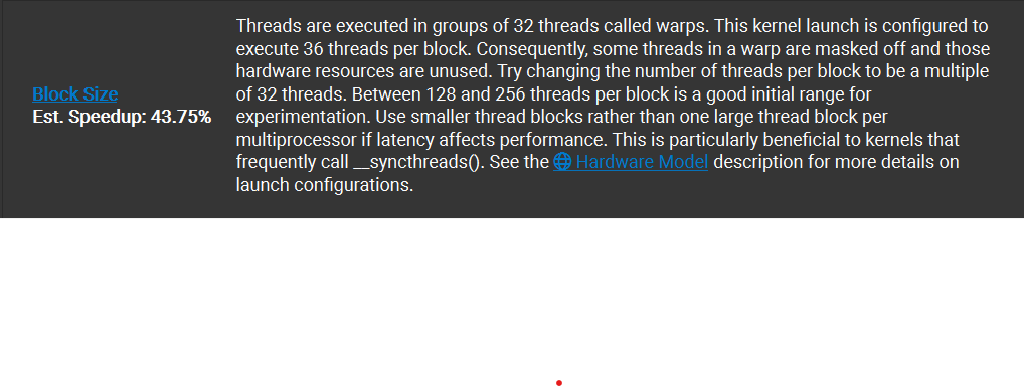 Threads are executed in groups of 32 threads called warps. This kernel launch is configured to
execute 36 threads per block. Consequently, some threads in a warp are masked off and those
hardware resources are unused. Try changing the number of threads per block to be a multiple
Block Size
of 32 threads. Between 128 and 256 threads per block is a good initial range for
Est. Speedup: 43.75%
experimentation. Use smaller thread blocks rather than one large thread block per
multiprocessor if latency affects performance. This is particularly beneficial to kernels that
frequently call __syncthreads(). See the Hardware Model description for more details on
launch configurations.